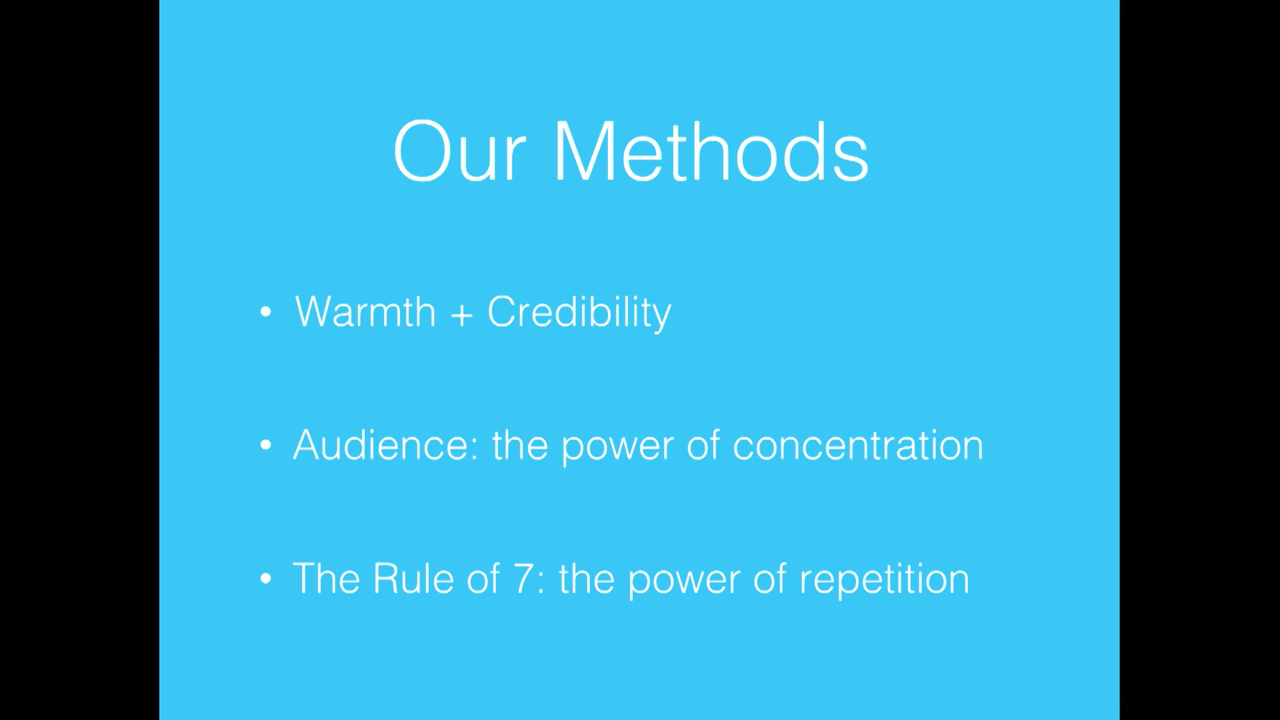 Our Methods
• Warmth + Credibility
• Audience: the power of concentration
• The Rule of 7: the power of repetition